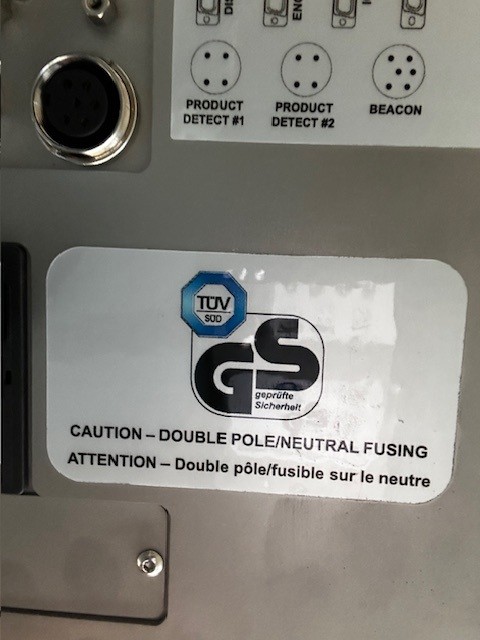 PRODUCT
DETECT #1
PRODUCT
DETECT #2
BEACON
TÜV
SÜD
GS
geprüfte
Sicherheit
CAUTION – DOUBLE POLE/NEUTRAL FUSING
ATTENTION – Double pôle/fusible sur le neutre